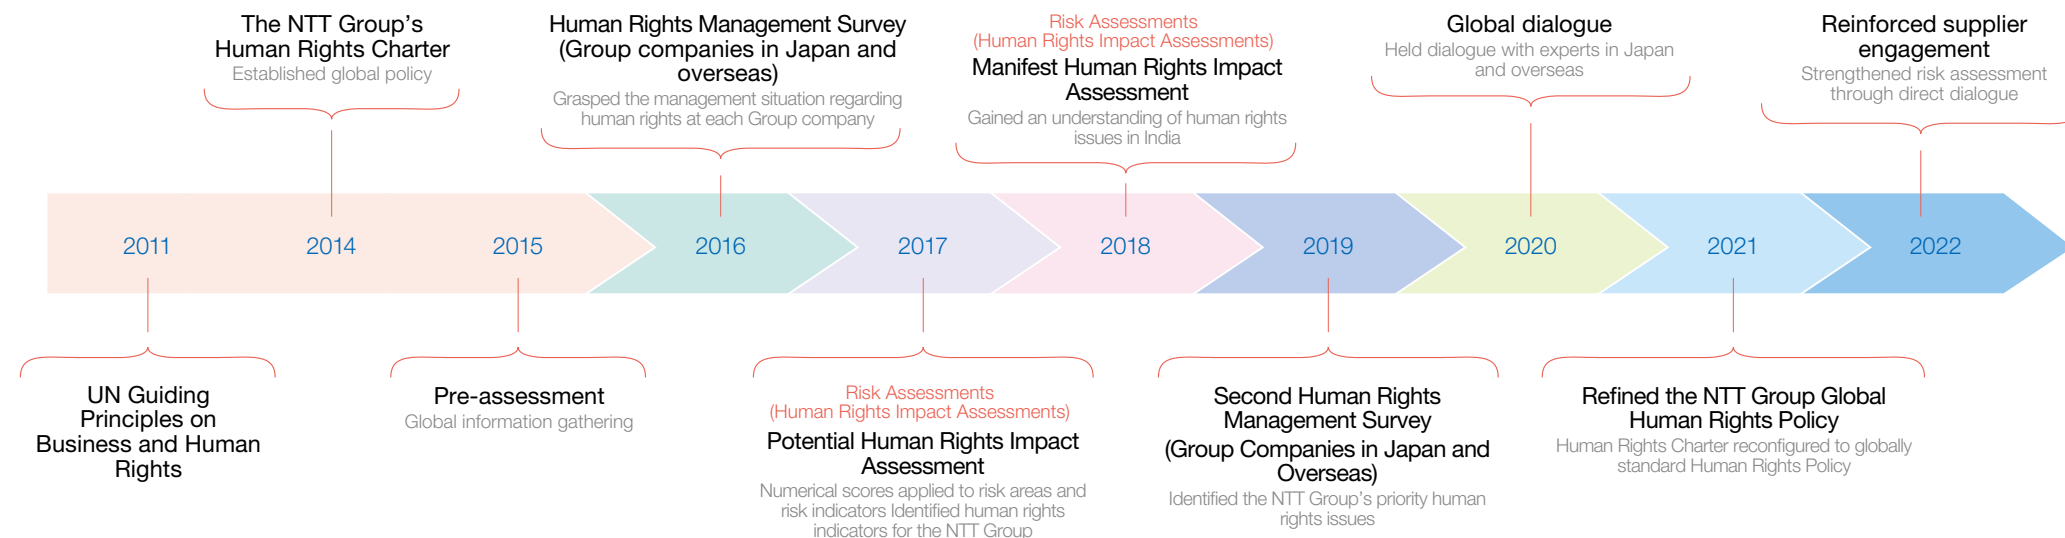 The NTT Group's
Human Rights Charter
Established global policy
Human Rights Management Survey
(Group companies in Japan and
overseas)
Grasped the management situation regarding
human rights at each Group company
Risk Assessments
(Human Rights Impact Assessments)
Manifest Human Rights Impact
Assessment
Gained an understanding of human rights
issues in India
Global dialogue
Held dialogue with experts in Japan
and overseas
Reinforced supplier
engagement
Strengthened risk assessment
through direct dialogue
2011
2014
2015
2016
2017
2018
2019
2020
2021
2022
UN Guiding
Principles on
Business and Human
Rights
Pre-assessment
Global information gathering
Risk Assessments
(Human Rights Impact Assessments)
Potential Human Rights Impact
Assessment
Numerical scores applied to risk areas and
risk indicators Identified human rights
indicators for the NTT Group
Second Human Rights
Management Survey
(Group Companies in Japan and
Overseas)
Identified the NTT Group's priority human
rights issues
Refined the NTT Group Global
Human Rights Policy
Human Rights Charter reconfigured to globally
standard Human Rights Policy